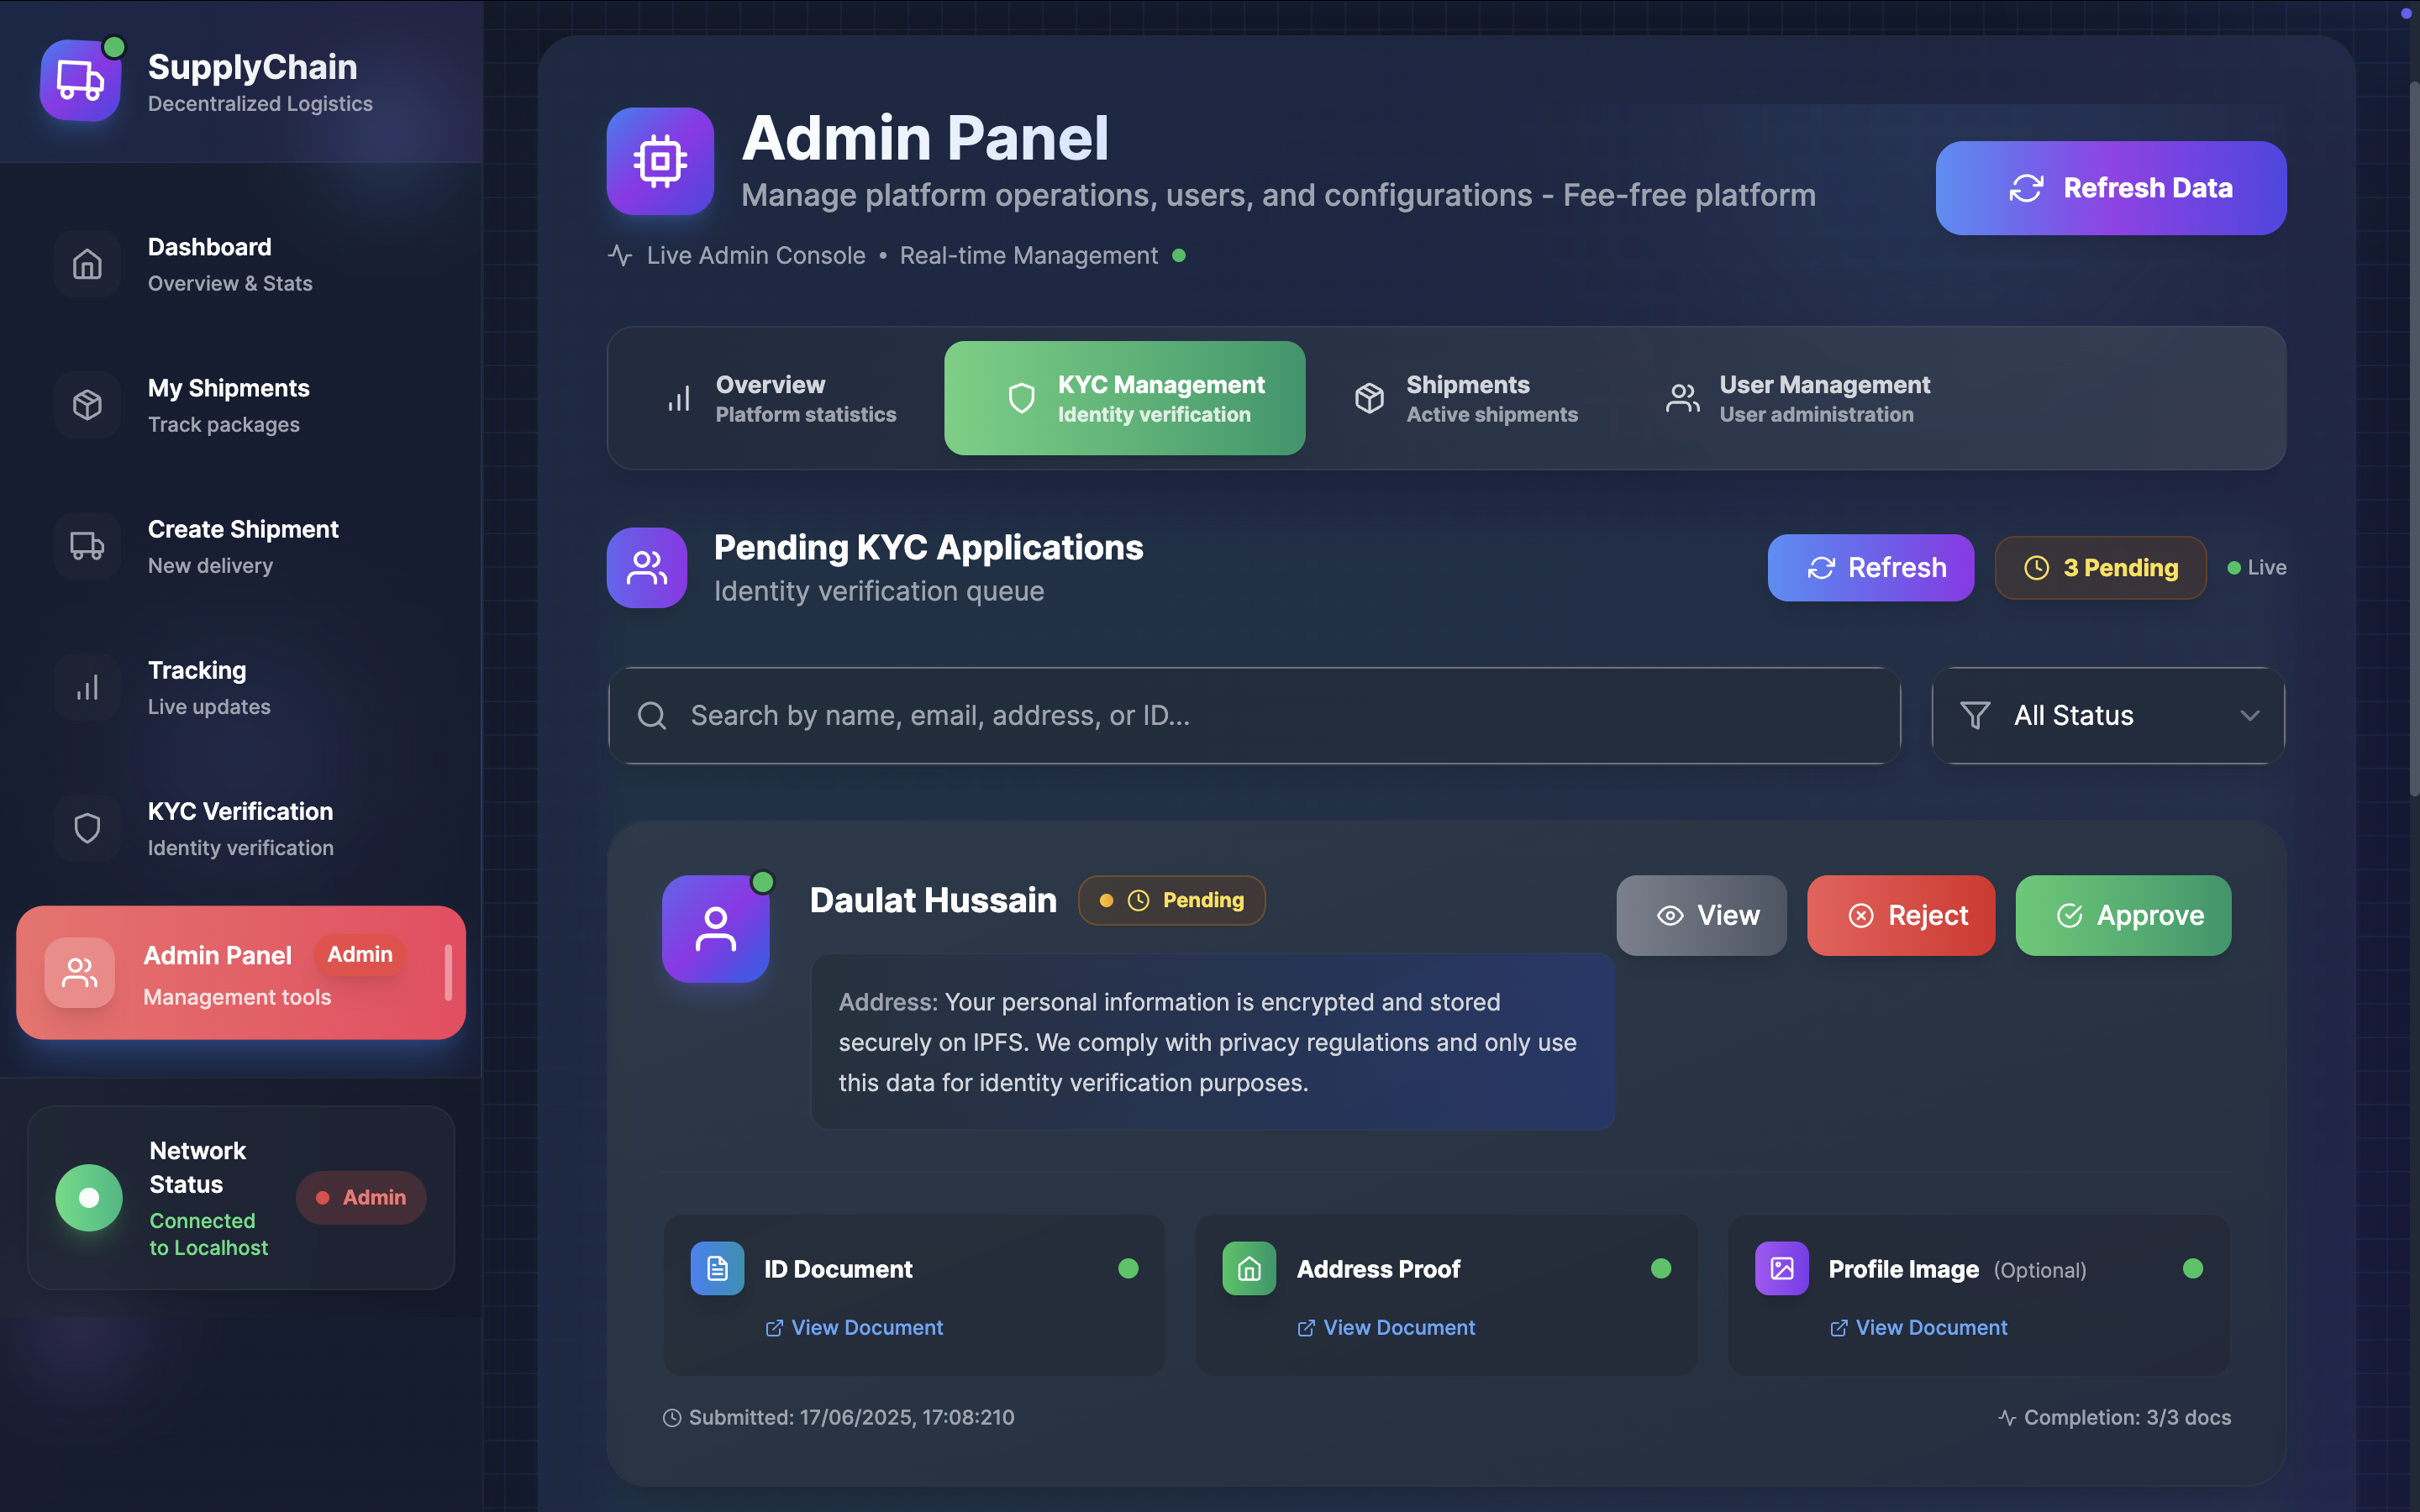 SupplyChain
Decentralized Logistics
Dashboard
Overview & Stats
My Shipments
Track packages
Create Shipment
New delivery
Tracking
Live updates
KYC Verification
Identity verification
Admin Panel Admin
Management tools
Network
Status
Connected
to Localhost
Admin
Admin Panel
Manage platform operations, users, and configurations - Fee-free platform
Live Admin Console • Real-time Management
Refresh Data
Overview
Platform statistics
KYC Management
Identity verification
Shipments
Active shipments
User Management
User administration
Pending KYC Applications
Identity verification queue
Refresh
3 Pending
Live
Search by name, email, address, or ID...
All Status
Daulat Hussain
Pending
View
Reject
Approve
Address: Your personal information is encrypted and stored
securely on IPFS. We comply with privacy regulations and only use
this data for identity verification purposes.
ID Document
View Document
Address Proof
View Document
Profile Image (Optional)
View Document
Submitted: 17/06/2025, 17:08:210
Completion: 3/3 docs